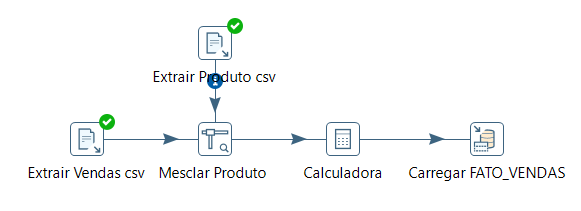 Extrair Produto csv
Extrair Vendas csv
Mesclar Produto
Calculadora
Carregar FATO_VENDAS